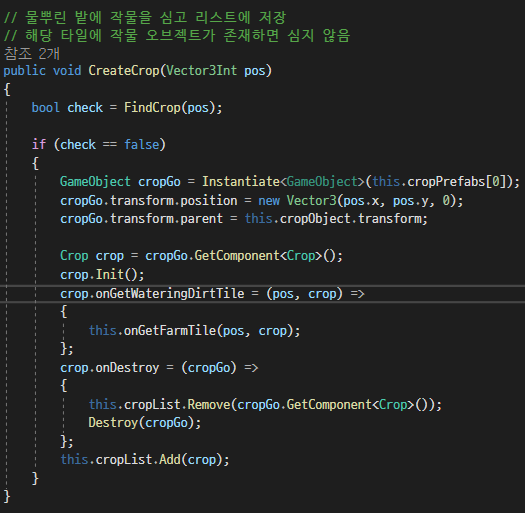 // 물뿌린 밭에 작물을 심고 리스트에 저장
// 해당 타일에 작물 오브젝트가 존재하면 심지 않음
참조 2개
public void CreateCrop(Vector3Int pos)
{
    bool check = FindCrop(pos);
    if (check == false)
    {
        GameObject cropGo = Instantiate<GameObject>(this.cropPrefabs[0]);
        cropGo.transform.position = new Vector3(pos.x, pos.y, 0);
        cropGo.transform.parent = this.cropObject.transform;
        Crop crop = cropGo.GetComponent<Crop>();
        crop.Init();
        crop.onGetWateringDirtTile = (pos, crop) =>
        {
            this.onGetFarmTile(pos, crop);
        };
        crop.onDestroy = (cropGo) =>
        {
            this.cropList.Remove(cropGo.GetComponent<Crop>());
            Destroy(cropGo);
        };
        this.cropList.Add(crop);
    }
}